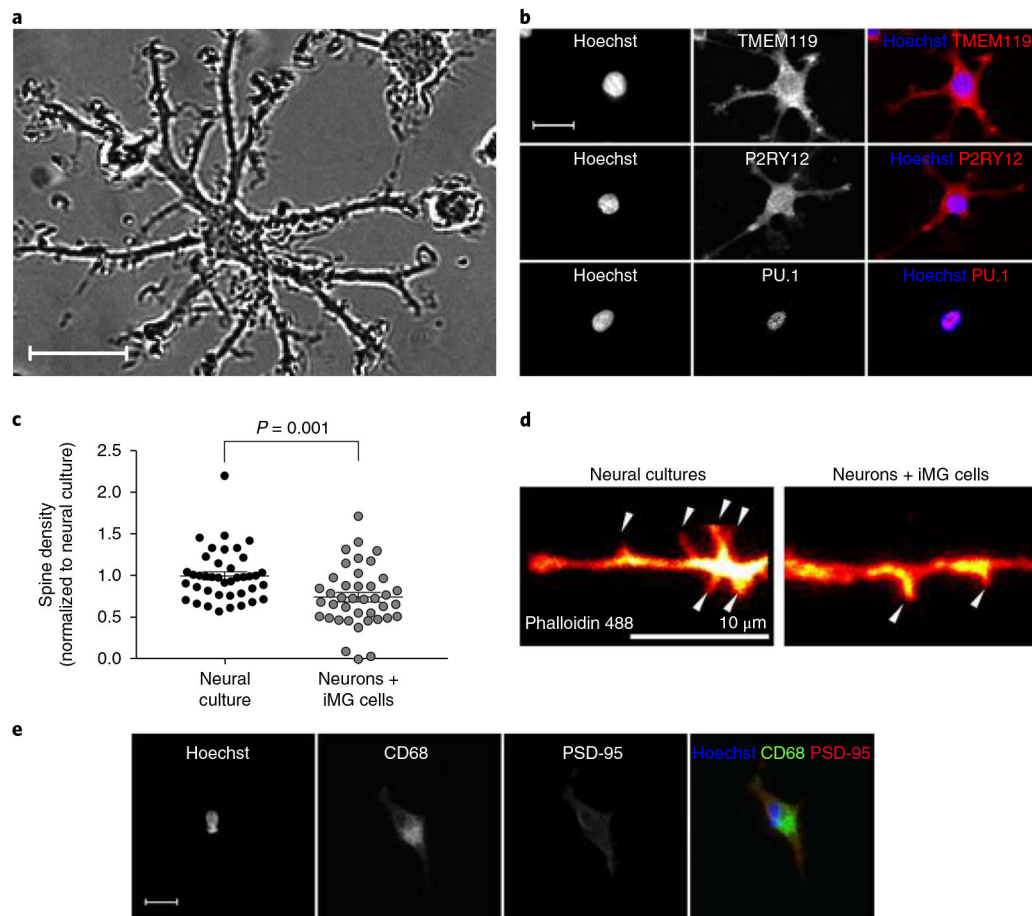 a
b
Hoechst
TMEM119
Hoechst TMEM119
Hoechst
P2RY12
Hoechst P2RY12
Hoechst
PU.1
Hoechst PU.1
c
P = 0.001
2.5
2.0
1.5
1.0
0.5
0.0
Spine density
(normalized to neural culture)
Neural
culture
Neurons +
iMG cells
d
Neural cultures
Neurons + iMG cells
Phalloidin 488
10 μm
e
Hoechst
CD68
PSD-95
Hoechst CD68 PSD-95